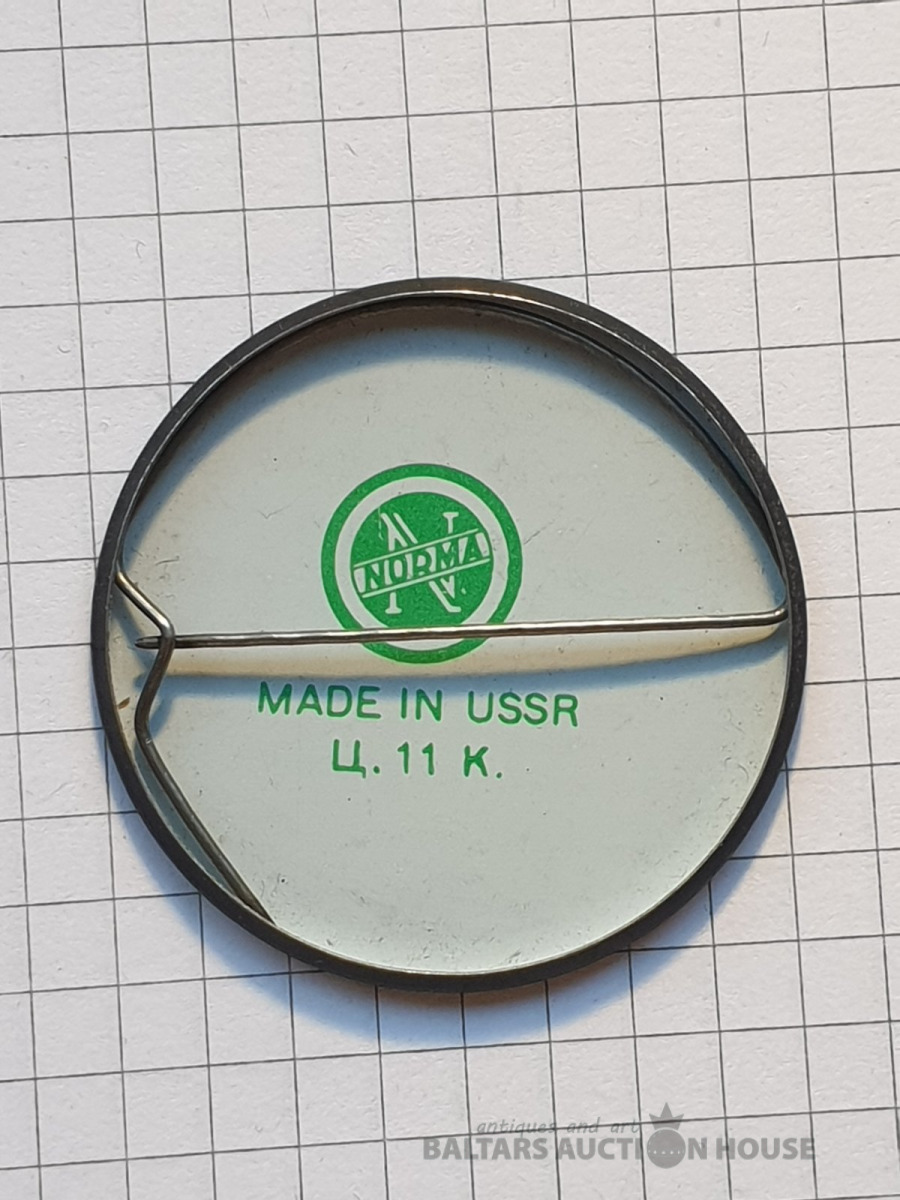 N
NORMA
MADE IN USSR
Ц. 11 К.
antiques and art
BALTARS AUCTION HOUSE